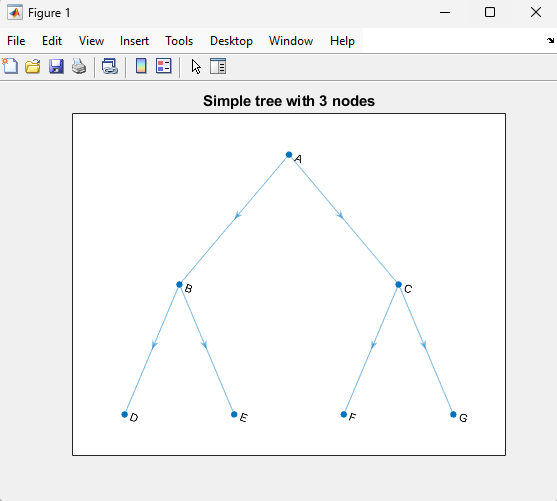 Figure 1
File Edit View Insert Tools Desktop Window Help
Simple tree with 3 nodes
A
B
C
D
E
F
G